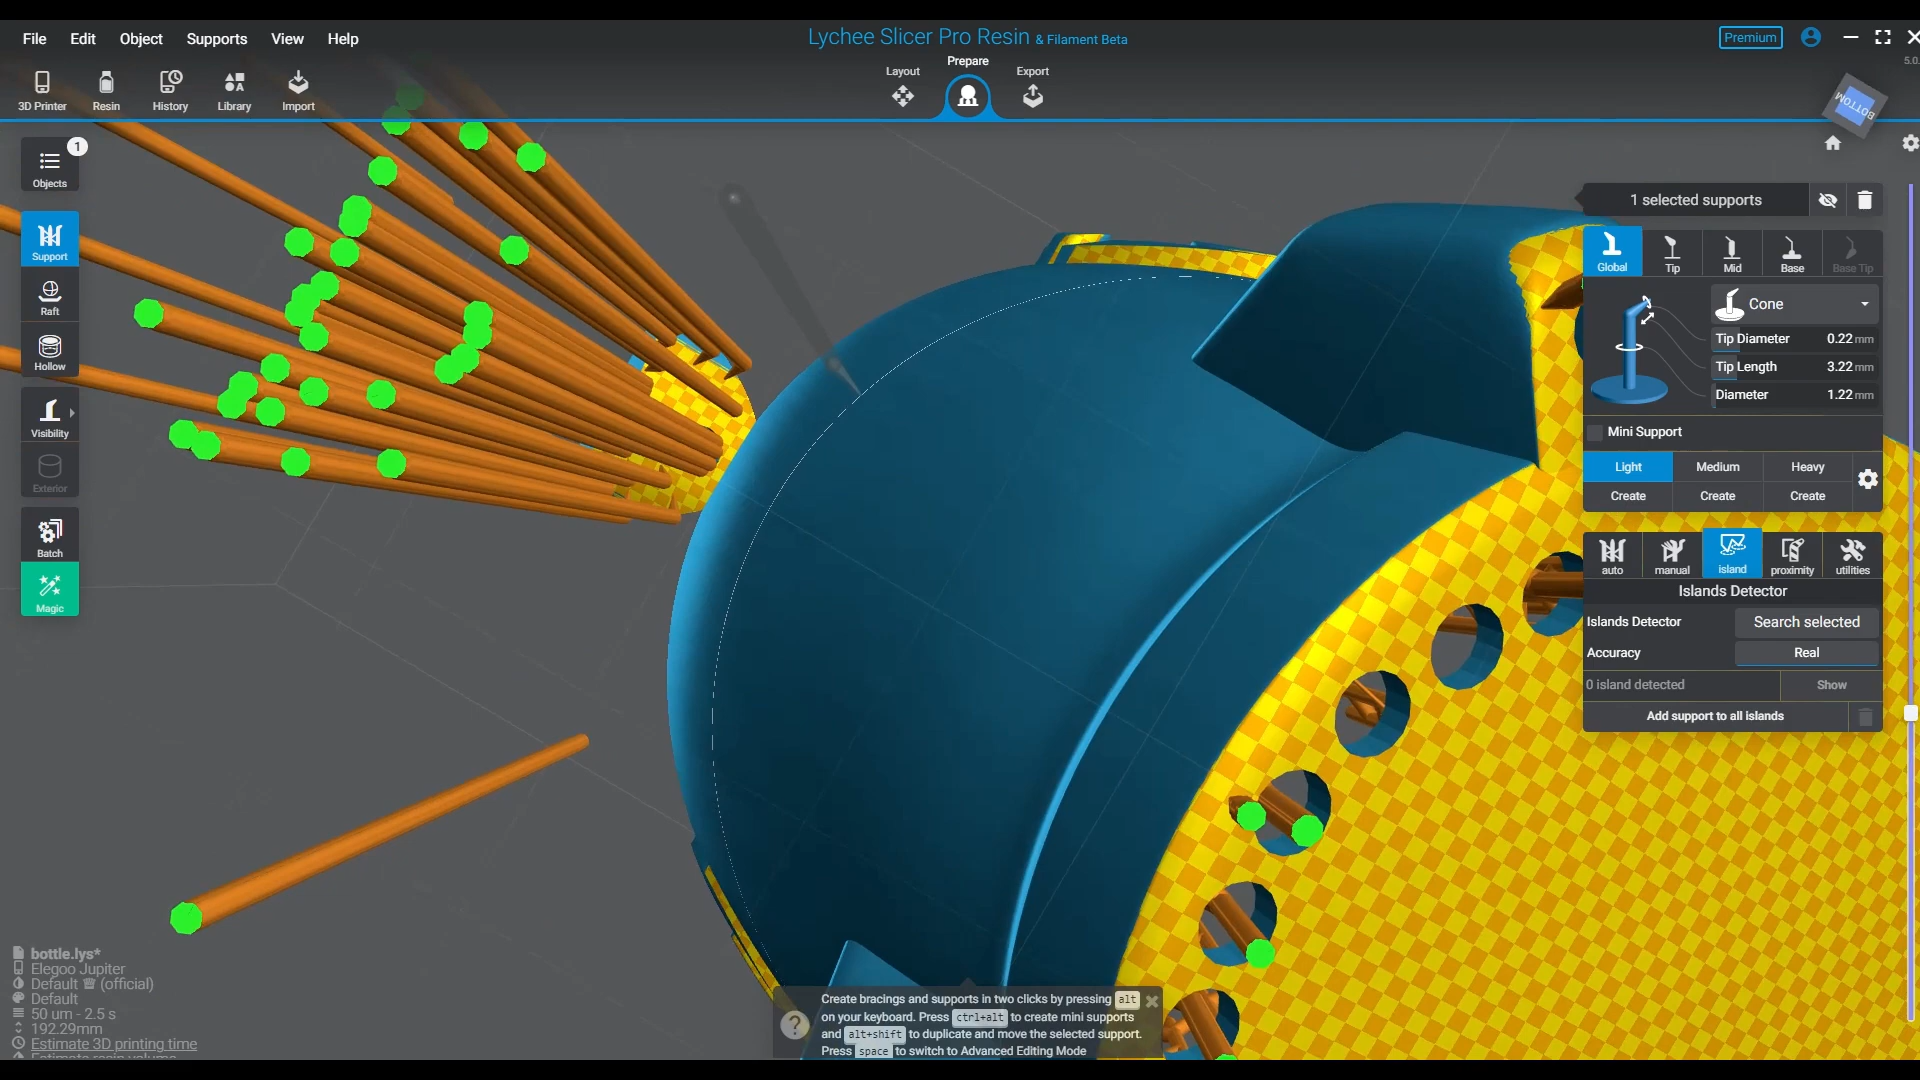 File Edit Object Supports View Help
Lychee Slicer Pro Resin & Filament Beta
Premium
5.0.
3D Printer Resin History Library Import
Layout Prepare Export
BOTTOM
1
Objects
Support
Raft
Hollow
Visibility
Exterior
Batch
Magic
1 selected supports
Global Tip Mid Base Base Tip
Cone
Tip Diameter 0.22 mm
Tip Length 3.22 mm
Diameter 1.22 mm
Mini Support
Light Medium Heavy
Create Create Create
auto manual island proximity utilities
Islands Detector
Islands Detector Search selected
Accuracy Real
0 island detected Show
Add support to all islands
bottle.lys*
Elegoo Jupiter
Default (official)
Default
50 um - 2.5 s
192.29mm
Estimate 3D printing time
Estimate resin volume
? Create bracings and supports in two clicks by pressing alt
on your keyboard. Press ctrl+alt to create mini supports
and alt+shift to duplicate and move the selected support.
Press space to switch to Advanced Editing Mode